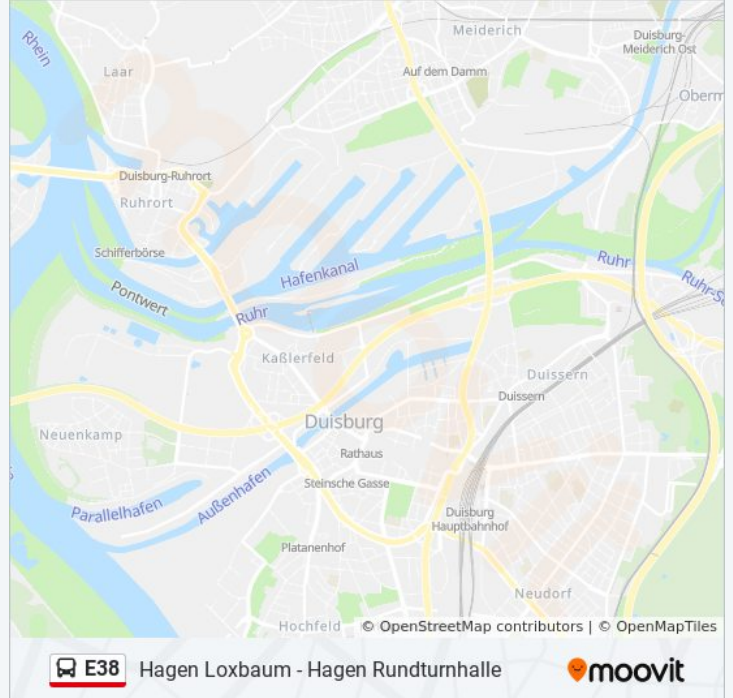 Rhein
Meiderich
Duisburg-
Meiderich Ost
Laar
Auf dem Damm
Duisburg-Ruhrort
Ruhrort
Schifferbörse
Hafenkanal
Ruhr
Pontwert
Ruhr
Kaßlerfeld
Duissern
Duissern
Duisburg
Neuenkamp
Rathaus
Steinsche Gasse
Außenhafen
Parallelhafen
Duisburg
Hauptbahnhof
Platanenhof
Neudorf
Hochfeld
© OpenStreetMap contributors | © OpenMapTiles
E38 Hagen Loxbaum - Hagen Rundturnhalle
moovit